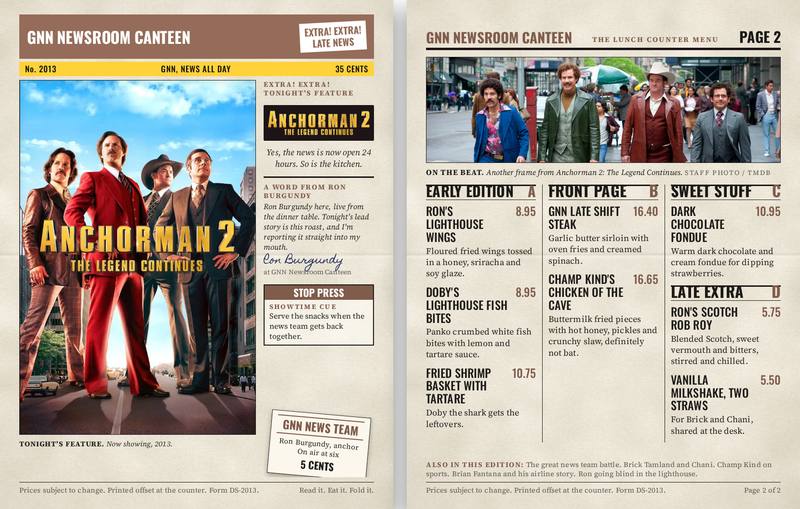 GNN NEWSROOM CANTEEN
EXTRA! EXTRA!
LATE NEWS
No. 2013
GNN, NEWS ALL DAY
35 CENTS
EXTRA! EXTRA!
TONIGHT'S FEATURE
ANCHORMAN 2
THE LEGEND CONTINUES
Yes, the news is now open 24
hours. So is the kitchen.
A WORD FROM RON
BURGUNDY
Ron Burgundy here, live from
the dinner table. Tonight's lead
story is this roast, and I'm
reporting it straight into my
mouth.
Ron Burgundy
at GNN Newsroom Canteen
STOP PRESS
SHOWTIME CUE
Serve the snacks when the
news team gets back
together.
ANCHORMAN 2
THE LEGEND CONTINUES
GNN NEWS TEAM
Ron Burgundy, anchor
On air at six
5 CENTS
TONIGHT'S FEATURE. Now showing, 2013.
Prices subject to change. Printed offset at the counter. Form DS-2013.
Read it. Eat it. Fold it.
GNN NEWSROOM CANTEEN
THE LUNCH COUNTER MENU
PAGE 2
ON THE BEAT. Another frame from Anchorman 2: The Legend Continues. STAFF PHOTO / TMDB
EARLY EDITION A
RON'S 8.95
LIGHTHOUSE
WINGS
Floured fried wings tossed
in a honey, sriracha and
soy glaze.
DOBY'S 8.95
LIGHTHOUSE FISH
BITES
Panko crumbed white fish
bites with lemon and
tartare sauce.
FRIED SHRIMP 10.75
BASKET WITH
TARTARE
Doby the shark gets the
leftovers.
FRONT PAGE B
GNN LATE SHIFT 16.40
STEAK
Garlic butter sirloin with
oven fries and creamed
spinach.
CHAMP KIND'S 16.65
CHICKEN OF THE
CAVE
Buttermilk fried pieces
with hot honey, pickles and
crunchy slaw, definitely
not bat.
SWEET STUFF C
DARK 10.95
CHOCOLATE
FONDUE
Warm dark chocolate and
cream fondue for dipping
strawberries.
LATE EXTRA D
RON'S SCOTCH 5.75
ROB ROY
Blended Scotch, sweet
vermouth and bitters,
stirred and chilled.
VANILLA 5.50
MILKSHAKE, TWO
STRAWS
For Brick and Chani,
shared at the desk.
ALSO IN THIS EDITION: The great news team battle. Brick Tamland and Chani. Champ Kind on
sports. Brian Fantana and his airline story. Ron going blind in the lighthouse.
Prices subject to change. Printed offset at the counter. Form DS-2013.
Page 2 of 2